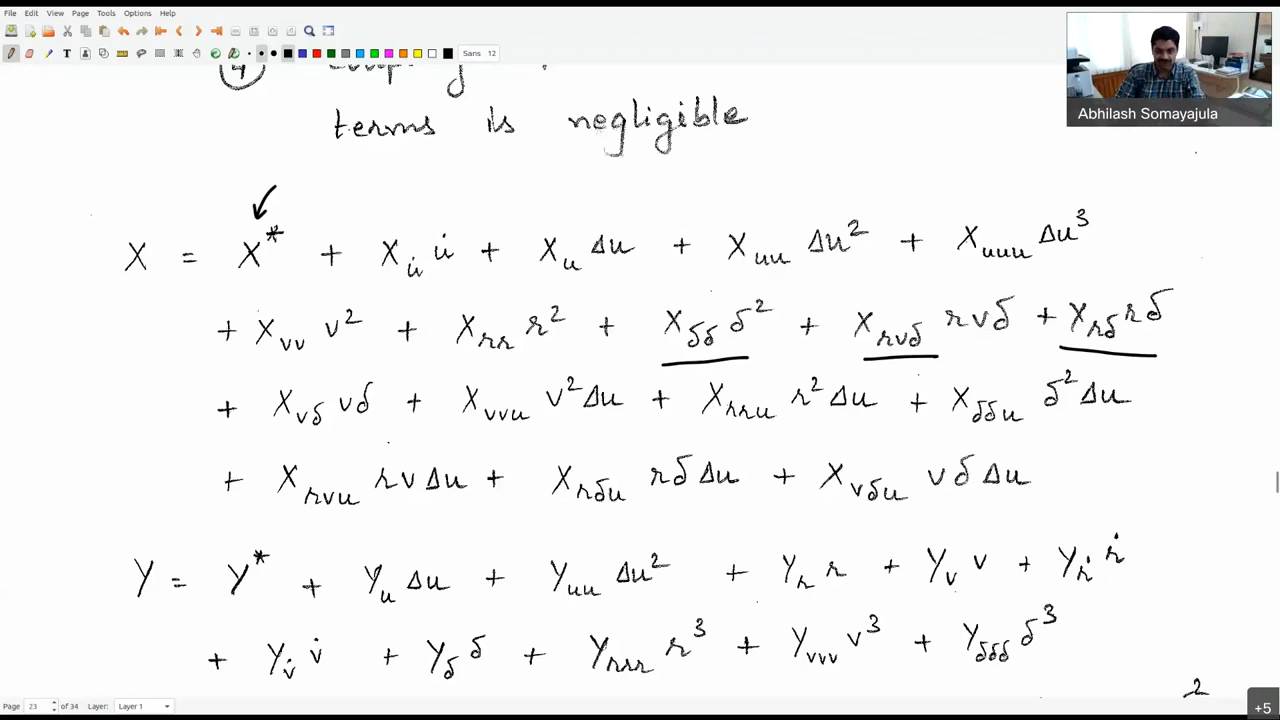 File Edit View Page Tools Options Help
Sans 12
④
terms is negligible
X = X* + X_u̇ u̇ + X_u Δu + X_uu Δu² + X_uuu Δu³
+ X_vv v² + X_rr r² + X_δδ δ² + X_rvδ rvδ + X_rδ rδ
+ X_vδ vδ + X_vvu v²Δu + X_rru r²Δu + X_δδu δ²Δu
+ X_rvu rvΔu + X_rδu rδΔu + X_vδu vδΔu
Y = Y* + Y_u Δu + Y_uu Δu² + Y_r r + Y_v v + Y_ṙ ṙ
+ Y_v̇ v̇ + Y_δ δ + Y_rrr r³ + Y_vvv v³ + Y_δδδ δ³
2
Abhilash Somayajula
Page 23 of 34 Layer: Layer 1
+5